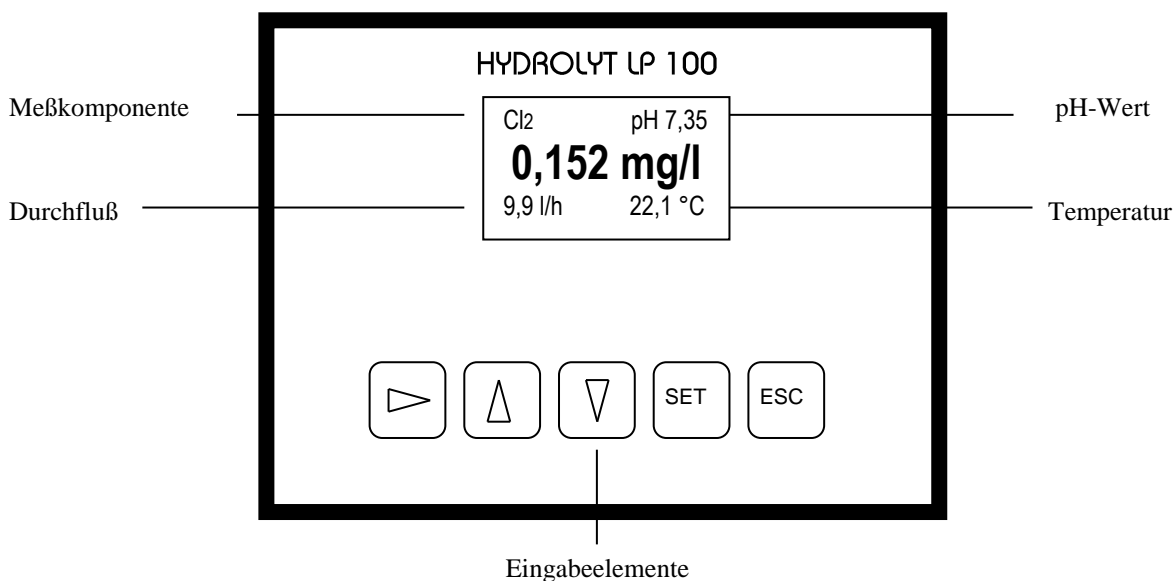 HYDROLYT LP 100
Meßkomponente
Cl2 pH 7,35
pH-Wert
0,152 mg/l
Durchfluß
9,9 l/h 22,1 °C
Temperatur
SET ESC
Eingabeelemente